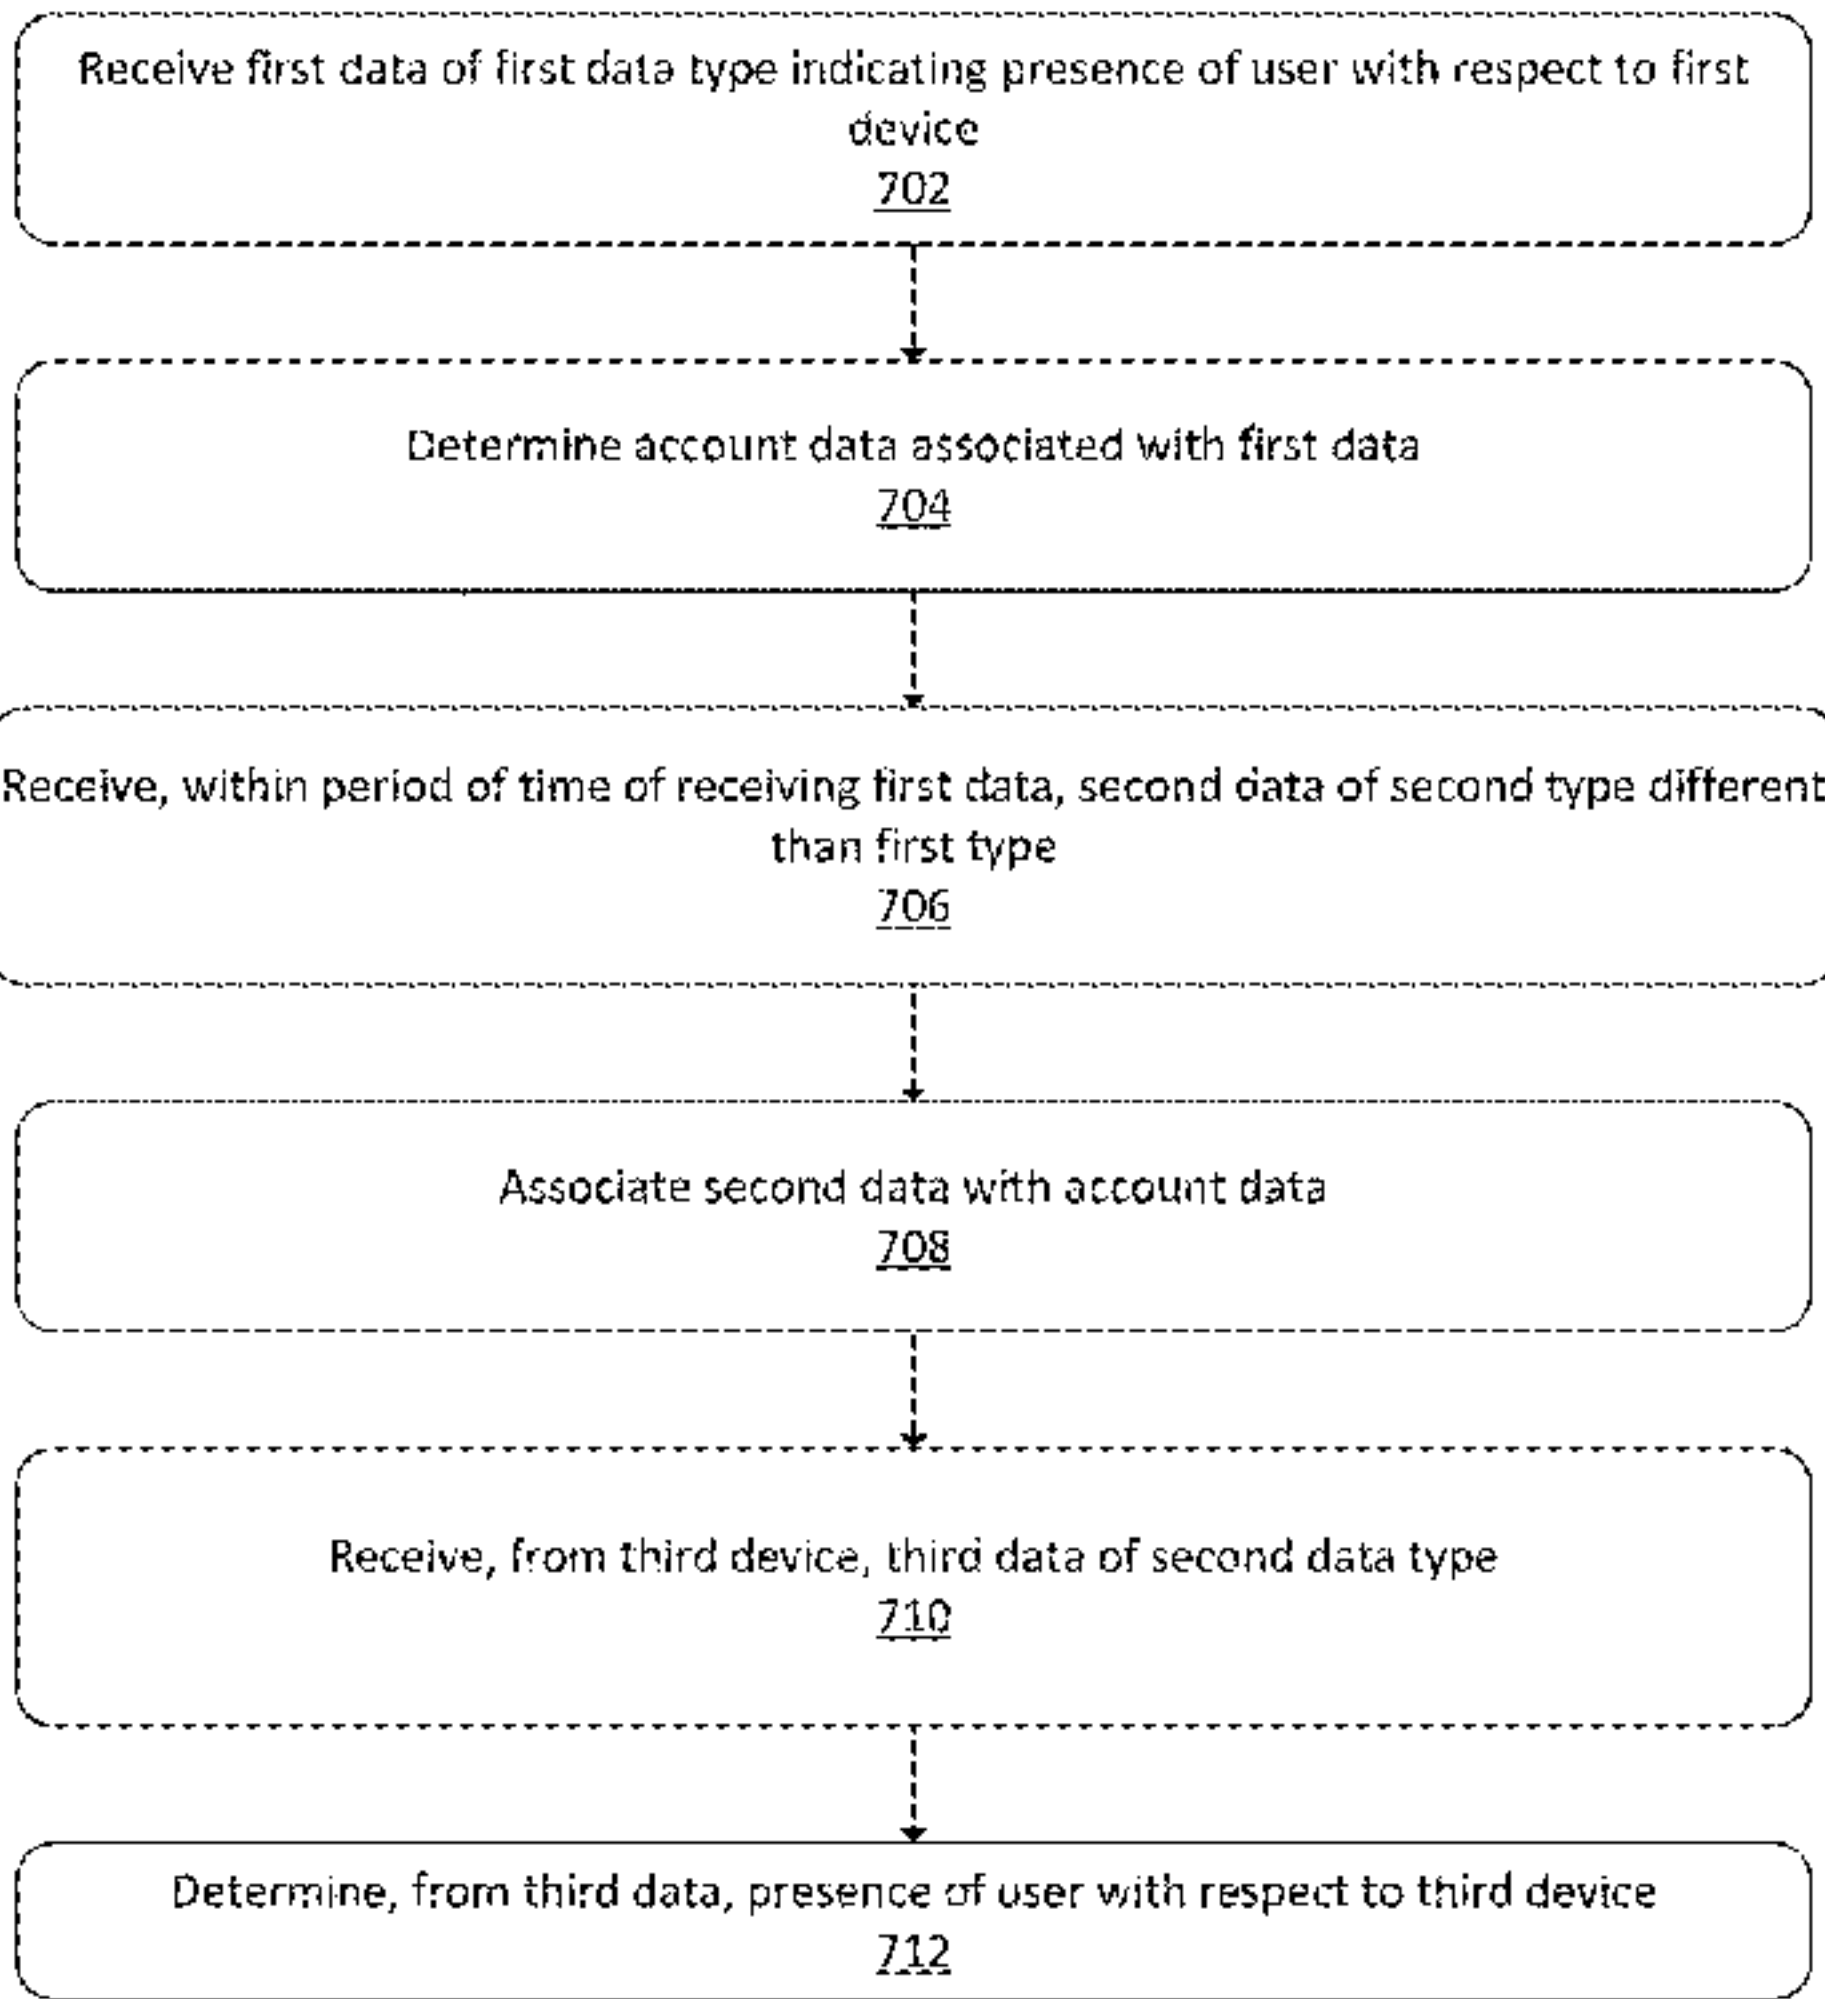 Receive first data of first data type indicating presence of user with respect to first
device
702
Determine account data associated with first data
704
Receive, within period of time of receiving first data, second data of second type different
than first type
706
Associate second data with account data
708
Receive, from third device, third data of second data type
710
Determine, from third data, presence of user with respect to third device
712